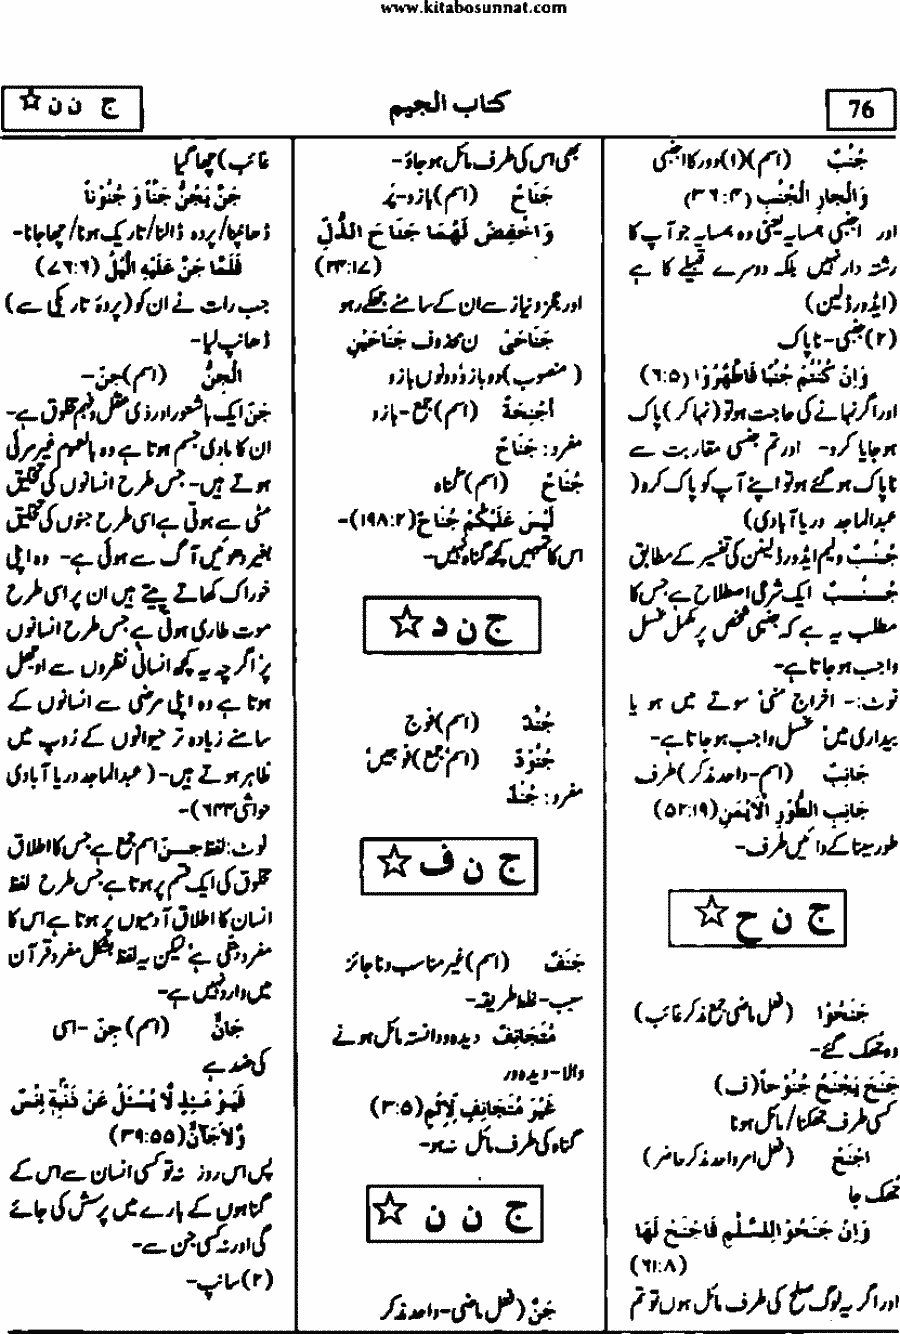 www.kitabosunnat.com
76
كتاب الجيم
ج ن ن ☆
جُنُبٌ (اسم)(۱)دور کا اجنبی
وَالْجَارِ الْجُنُبِ (۳۶:۴)
اور اجنبی ہمسایہ یعنی وہ ہمسایہ جو آپ کا
رشتہ دار نہیں بلکہ دوسرے قبیلے کا ہے
(ایڈورڈ لین)
(۲) جنبی-ناپاک
وَاِنْ كُنْتُمْ جُنُبًا فَاطَّهَّرُوْا (۶:۵)
اور اگر نہانے کی حاجت ہو تو (نہا کر) پاک
ہو جایا کرو- اور تم جنسی مقاربت سے
ناپاک ہو گئے ہو تو اپنے آپ کو پاک کرو(
عبدالماجد دریا آبادی)
جُنُبٌ ولیم ایڈورڈ لین کی تفسیر کے مطابق
جُنُبٌ ایک شرعی اصطلاح ہے جس کا
مطلب یہ ہے کہ جنبی شخص پر مکمل غسل
واجب ہو جاتا ہے-
نوٹ:- اخراج منی سوتے میں ہو یا
بیداری میں غسل واجب ہو جاتا ہے-
جَانِبٌ (اسم-واحد مذکر) طرف
جَانِبِ الطُّوْرِ الْاَيْمَنِ (۵۲:۱۹)
طور سینا کے دائیں طرف-
ج ن ح ☆
جَنَحُوْا (فعل ماضی جمع مذکر غائب)
وہ جھک گئے-
جَنَحَ يَجْنَحُ جُنُوْحاً (ف)
کسی طرف جھکنا/مائل ہونا
اجْنَحْ (فعل امر واحد مذکر حاضر)
جھک جا
وَاِنْ جَنَحُوْا لِلسَّلْمِ فَاجْنَحْ لَهَا
(۶۱:۸)
اور اگر یہ لوگ صلح کی طرف مائل ہوں تو تم
بھی اس کی طرف مائل ہو جاؤ-
جَنَاحٌ (اسم) بازو-پَر
وَاخْفِضْ لَهُمَا جَنَاحَ الذُّلِّ
(۲۴:۱۷)
اور عجز و نیاز سے ان کے سامنے جھکے رہو
جَنَاحَیْ ن محذوف جَنَاحَيْنِ
(منصوب) دو بازو دونوں بازو
اَجْنِحَةٌ (اسم) جمع-بازو
مفرد: جَنَاحٌ
جُنَاحٌ (اسم) گناہ
لَيْسَ عَلَيْكُمْ جُنَاحٌ (۱۹۸:۲)-
اس کا تمہیں کچھ گناہ نہیں-
ج ن د ☆
جُنْدٌ (اسم) فوج
جُنُوْدٌ (اسم جمع) فوجیں
مفرد: جُنْدٌ
ج ن ف ☆
جَنَفٌ (اسم) غیر مناسب و ناجائز
حیب-غلط طریقہ-
مُتَجَانِفٌ دیدہ و دانستہ مائل ہونے
والا-دیدہ ور
غَيْرَ مُتَجَانِفٍ لِّاِثْمٍ (۳:۵)
گناہ کی طرف مائل نہ ہو-
ج ن ن ☆
جَنَّ (فعل ماضی-واحد مذکر
غائب) چھا گیا
جَنَّ يَجُنُّ جَنّاً وَ جُنُوْناً
ڈھانپنا/پردہ ڈالنا/تاریک ہونا/چھا جانا-
فَلَمَّا جَنَّ عَلَيْهِ الَّيْلُ (۷۶:۶)
جب رات نے ان کو (پردۂ تاریکی سے)
ڈھانپ لیا-
الْجِنُّ (اسم) جن-
جن ایک باشعور اور ذی عقل و فہم مخلوق ہے-
ان کا مادی جسم ہوتا ہے وہ بالعموم غیر مرئی
ہوتے ہیں- جس طرح انسانوں کی تخلیق
مٹی سے ہوئی ہے اسی طرح جنوں کی تخلیق
بغیر دھوئیں آگ سے ہوئی ہے- وہ اپنی
خوراک کھاتے پیتے ہیں ان پر اسی طرح
موت طاری ہوتی ہے جس طرح انسانوں
پر اگرچہ یہ کچھ انسانی نظروں سے اوجھل
ہوتا ہے وہ اپنی مرضی سے انسانوں کے
سامنے زیادہ تر حیوانوں کے روپ میں
ظاہر ہوتے ہیں- (عبدالماجد دریا آبادی
حواشی ۶۳۳)-
نوٹ: لفظ جــن اسم جمع ہے جس کا اطلاق
مخلوق کی ایک قسم پر ہوتا ہے جس طرح لفظ
انسان کا اطلاق آدمیوں پر ہوتا ہے اس کا
مفرد جنّی ہے لیکن یہ لفظ بشکل مفرد قرآن
میں وارد نہیں ہے-
جَانٌّ (اسم) جِنّ -اسی
کی ضد ہے
فَيَوْمَئِذٍ لَّا يُسْئَلُ عَنْ ذَنْبِهٖٓ اِنْسٌ
وَّلَاجَآنٌّ (۳۹:۵۵)
پس اس روز نہ تو کسی انسان سے اس کے
گناہوں کے بارے میں پرسش کی جائے
گی اور نہ کسی جن سے-
(۲) سانپ-